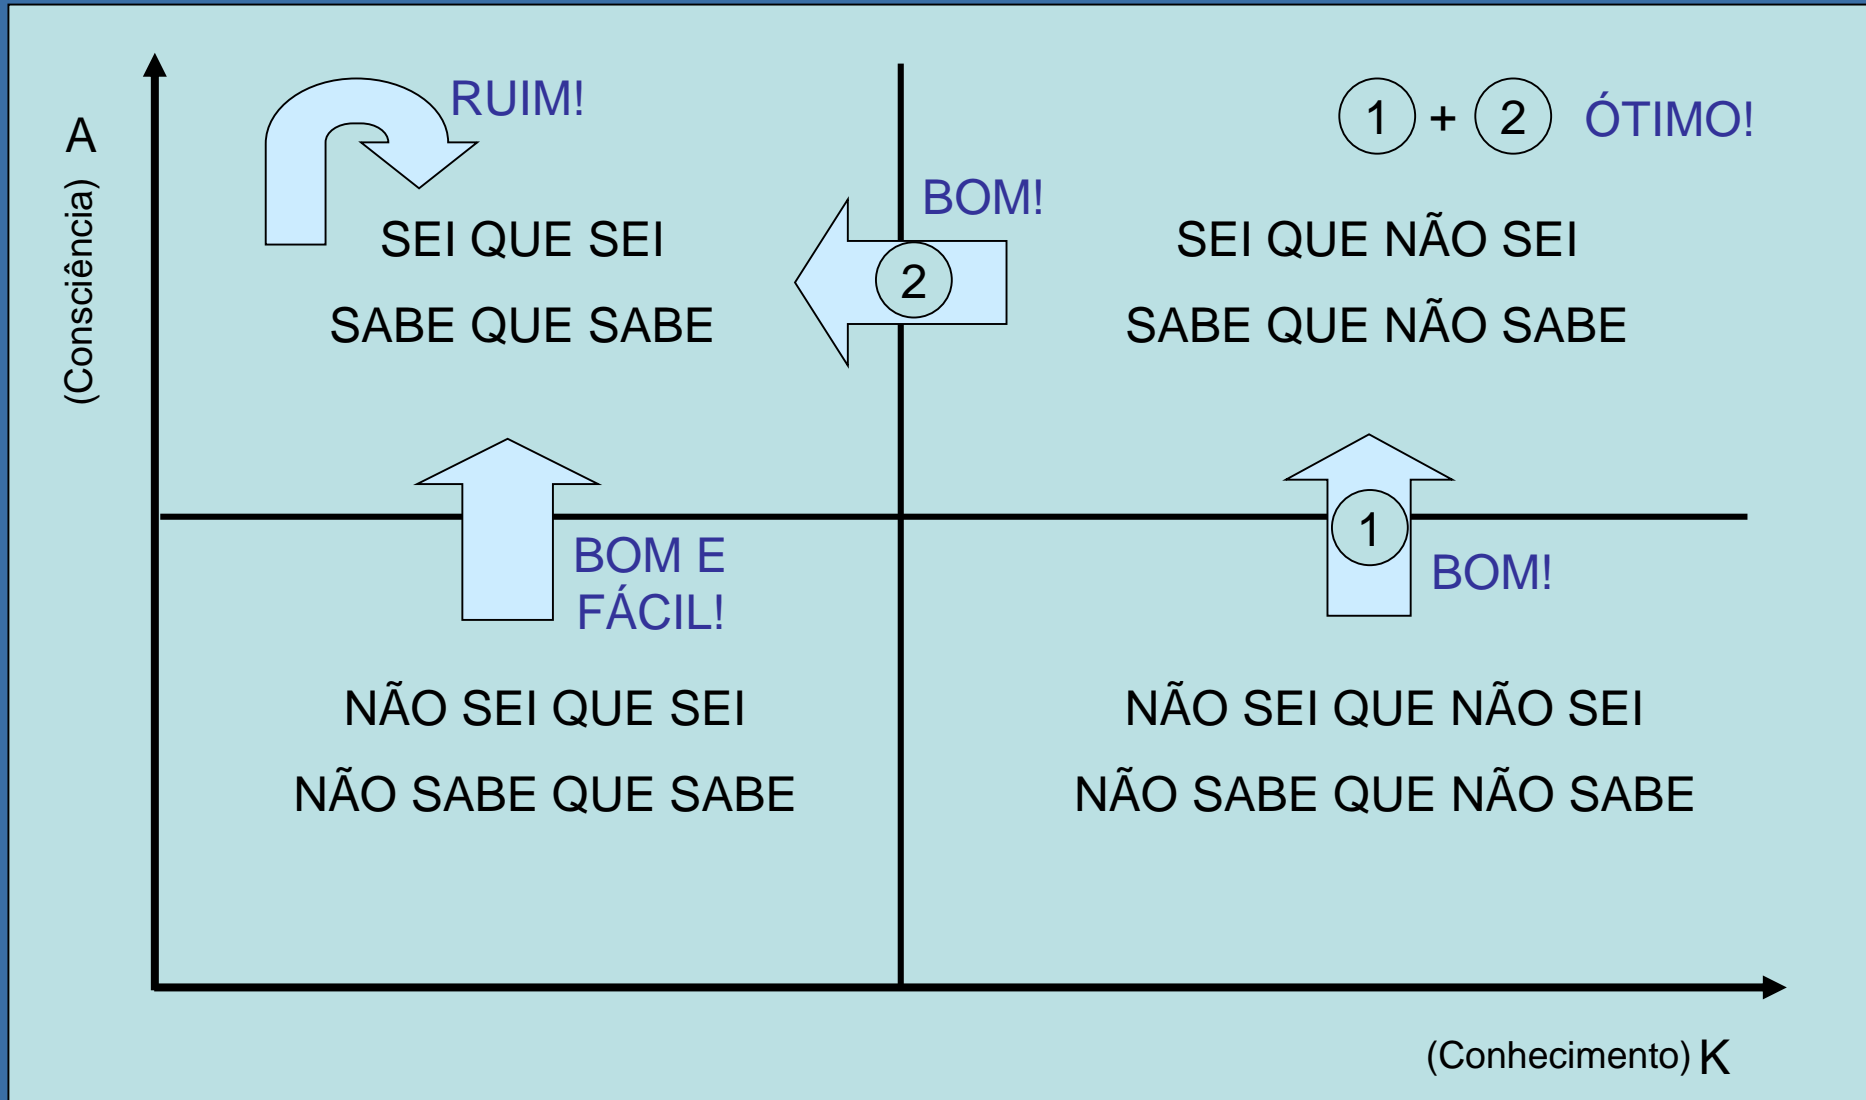 A
(Consciência)
RUIM!
1 + 2 ÓTIMO!
BOM!
2
SEI QUE SEI
SABE QUE SABE
SEI QUE NÃO SEI
SABE QUE NÃO SABE
BOM E
FÁCIL!
1
BOM!
NÃO SEI QUE SEI
NÃO SABE QUE SABE
NÃO SEI QUE NÃO SEI
NÃO SABE QUE NÃO SABE
(Conhecimento) K